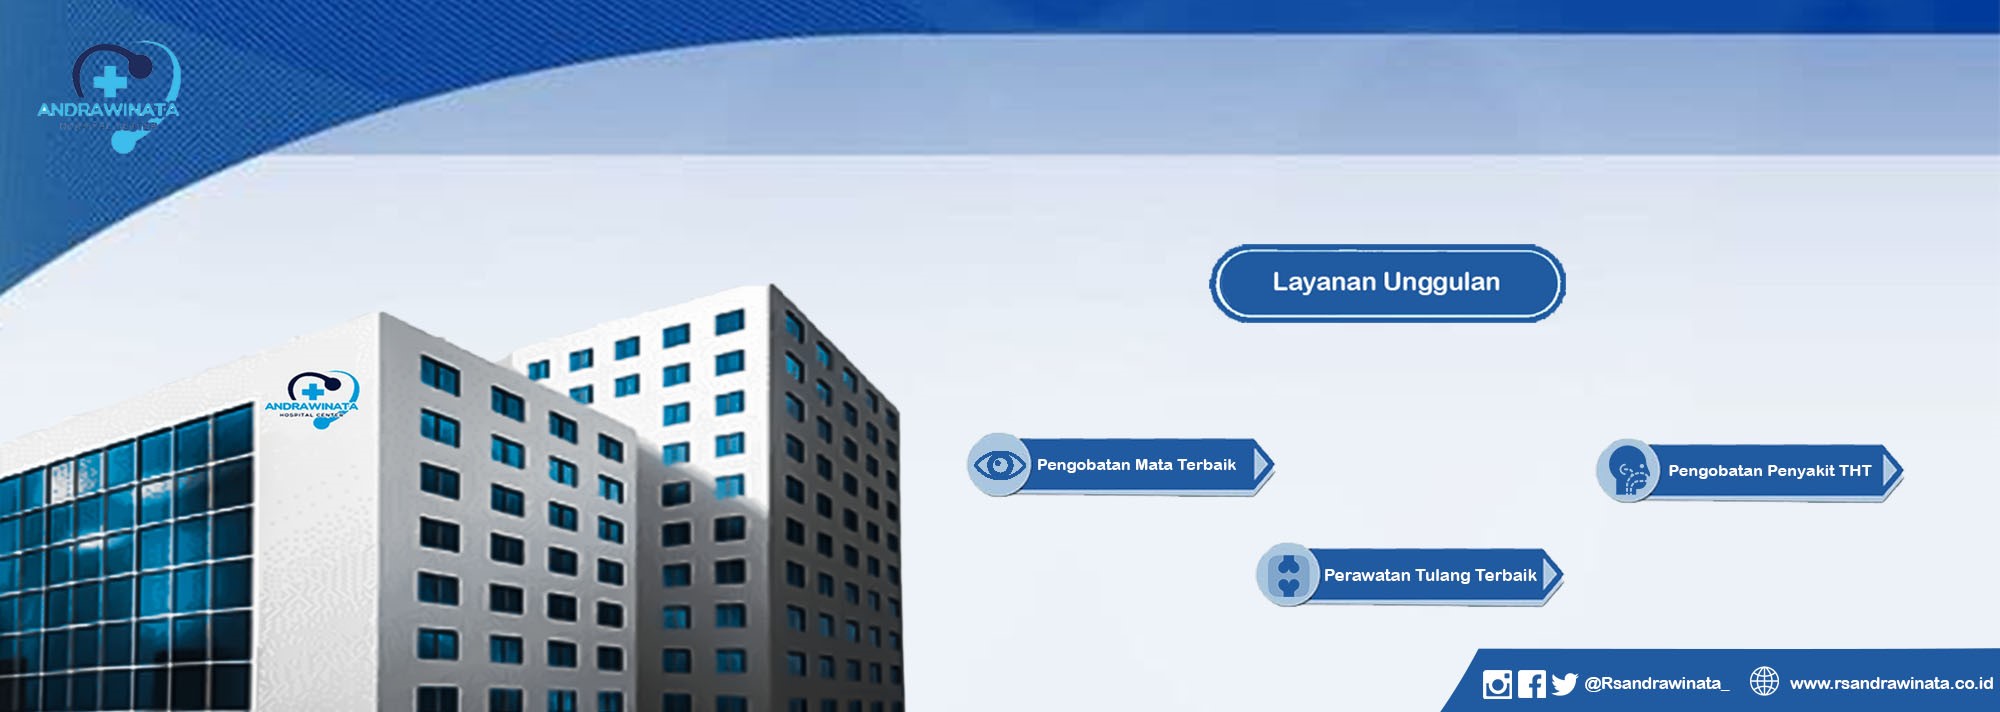 ANDRAWINATA
Layanan Unggulan
ANDRAWINATA
HOSPITAL CENTER
Pengobatan Mata Terbaik
Pengobatan Penyakit THT
Perawatan Tulang Terbaik
@Rsandrawinata_
www.rsandrawinata.co.id